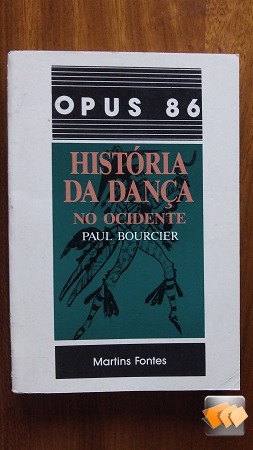 OPUS 86
HISTÓRIA
DA DANÇA
NO OCIDENTE
PAUL BOURCIER
Martins Fontes